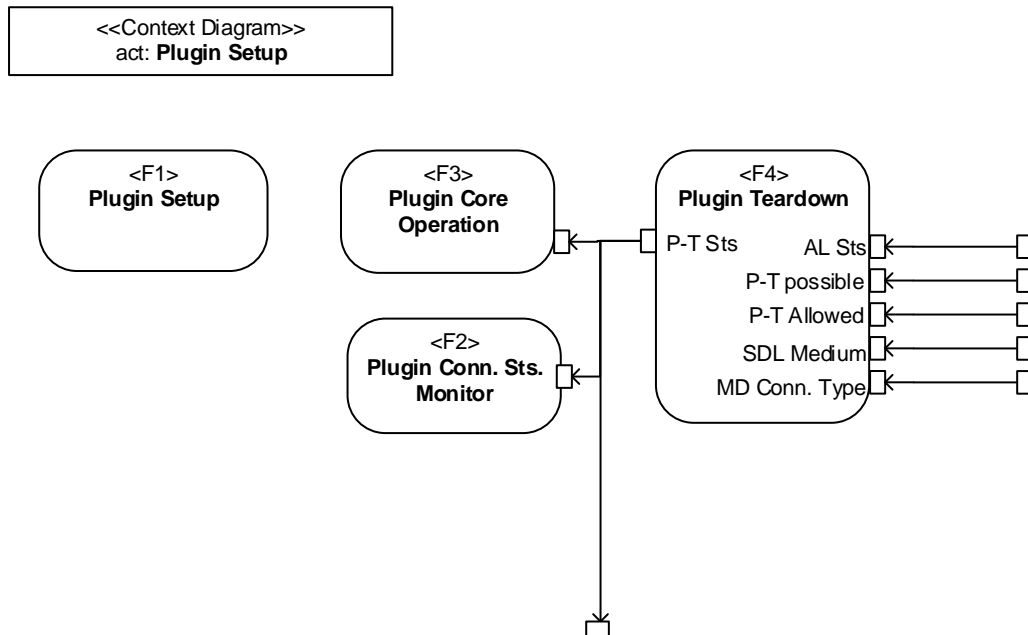 <<Context Diagram>>
act: Plugin Setup
<F1>
Plugin Setup
<F3>
Plugin Core
Operation
<F4>
Plugin Teardown
P-T Sts
AL Sts
P-T possible
P-T Allowed
SDL Medium
MD Conn. Type
<F2>
Plugin Conn. Sts.
Monitor